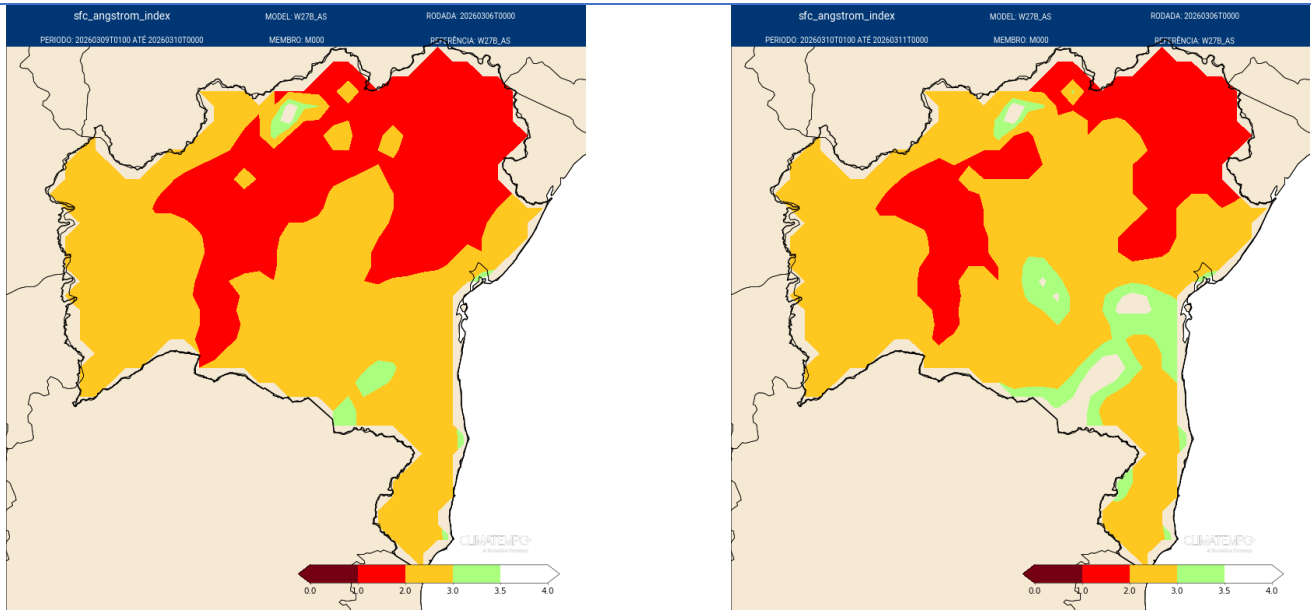 sfc_angstrom_index MODEL: W27B_AS RODADA: 20260306T0000
PERIODO: 20260309T0100 ATÉ 20260310T0000 MEMBRO: M000 REFERÊNCIA: W27B_AS
CLIMATEMPO
A StormGeo Company
0.0 1.0 2.0 3.0 3.5 4.0
sfc_angstrom_index MODEL: W27B_AS RODADA: 20260306T0000
PERIODO: 20260310T0100 ATÉ 20260311T0000 MEMBRO: M000 REFERÊNCIA: W27B_AS
CLIMATEMPO
0.0 1.0 2.0 3.0 3.5 4.0